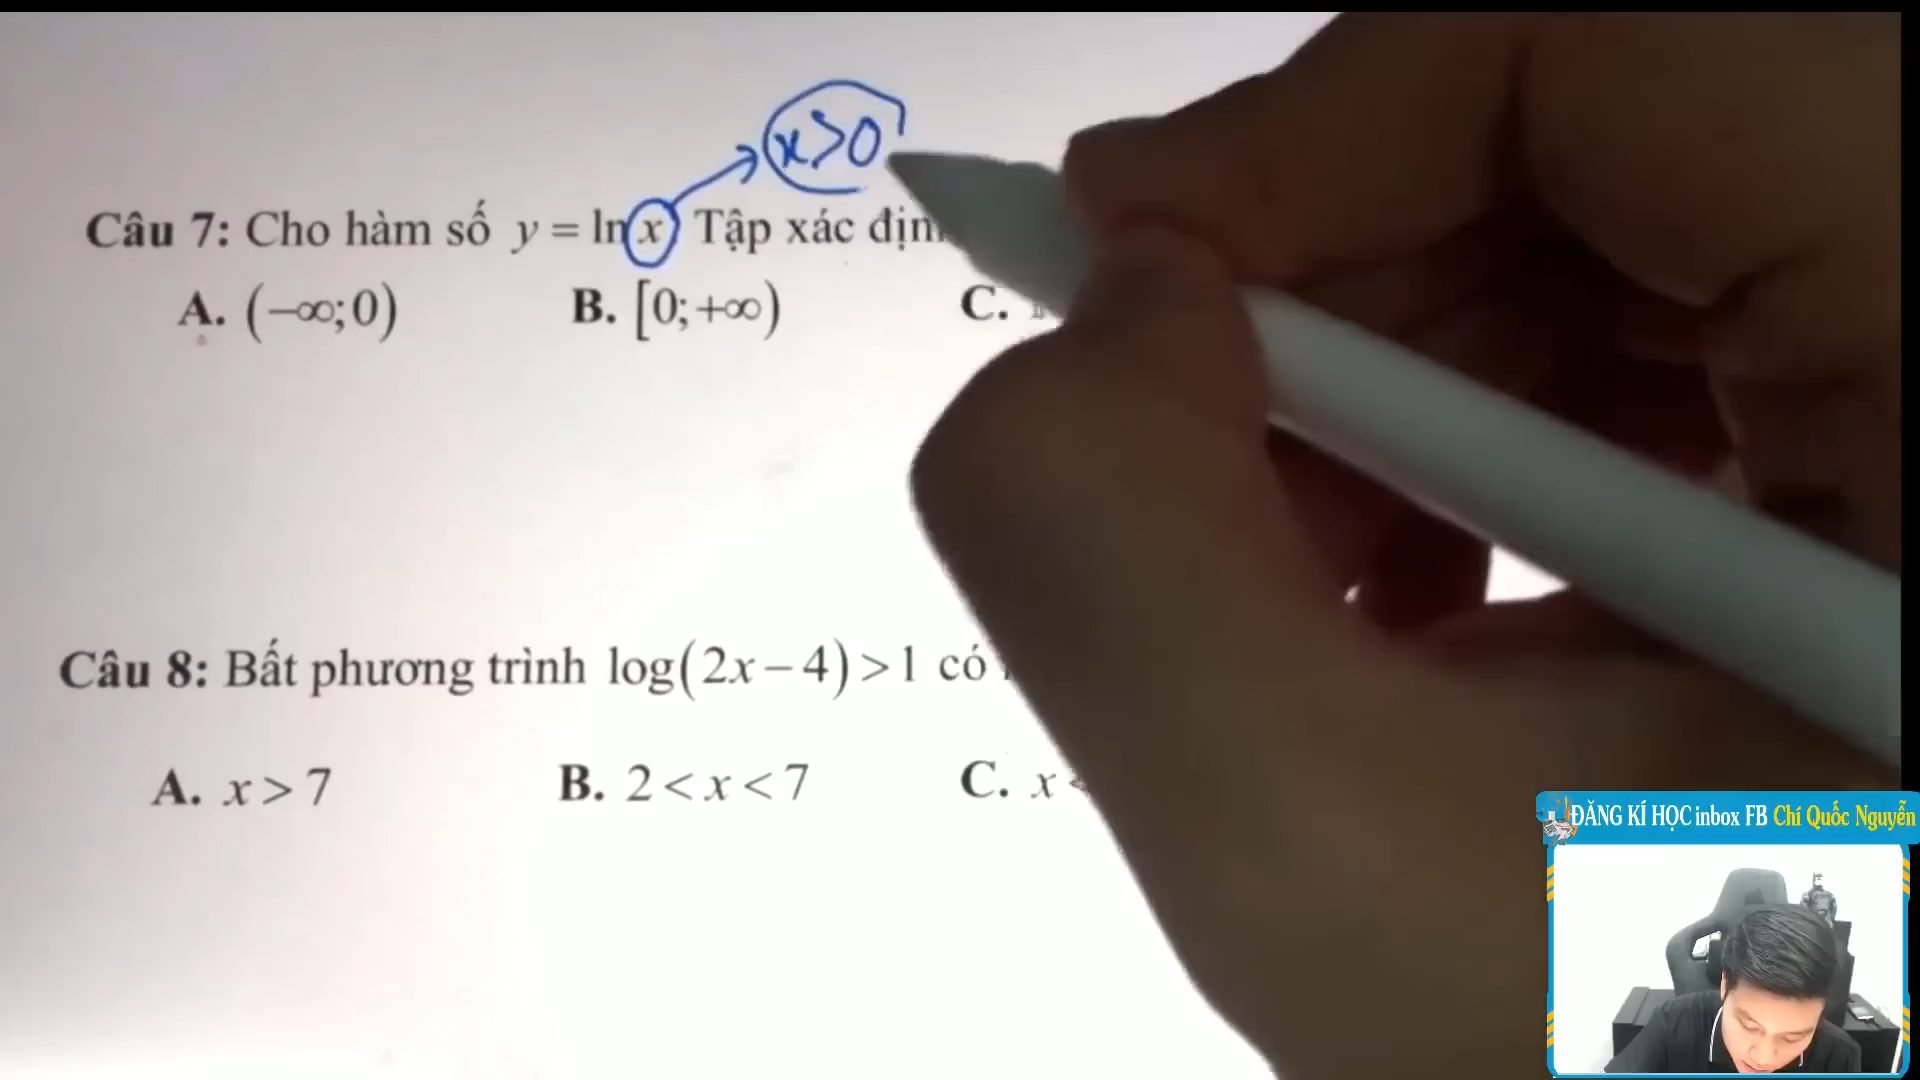 x>0
Câu 7: Cho hàm số y = ln x Tập xác
A. (−∞;0) B. [0;+∞) C.
Câu 8: Bất phương trình log(2x−4)>1 có
A. x>7 B. 2<x<7 C. x
ĐĂNG KÍ HỌC inbox FB Chí Quốc Nguyễn